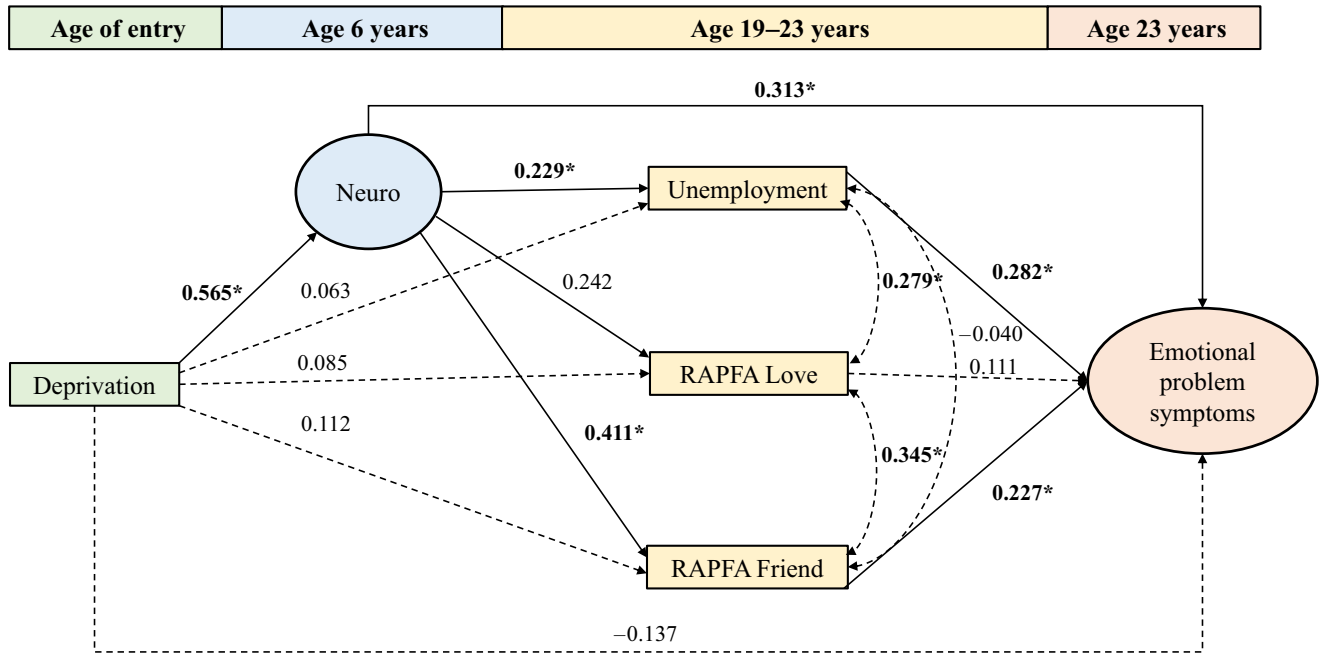 Age of entry
Age 6 years
Age 19–23 years
Age 23 years
0.313*
Neuro
0.229*
Unemployment
0.565*
0.063
0.242
0.279*
0.282*
−0.040
Deprivation
0.085
RAPFA Love
0.111
Emotional
problem
symptoms
0.112
0.411*
0.345*
0.227*
RAPFA Friend
−0.137